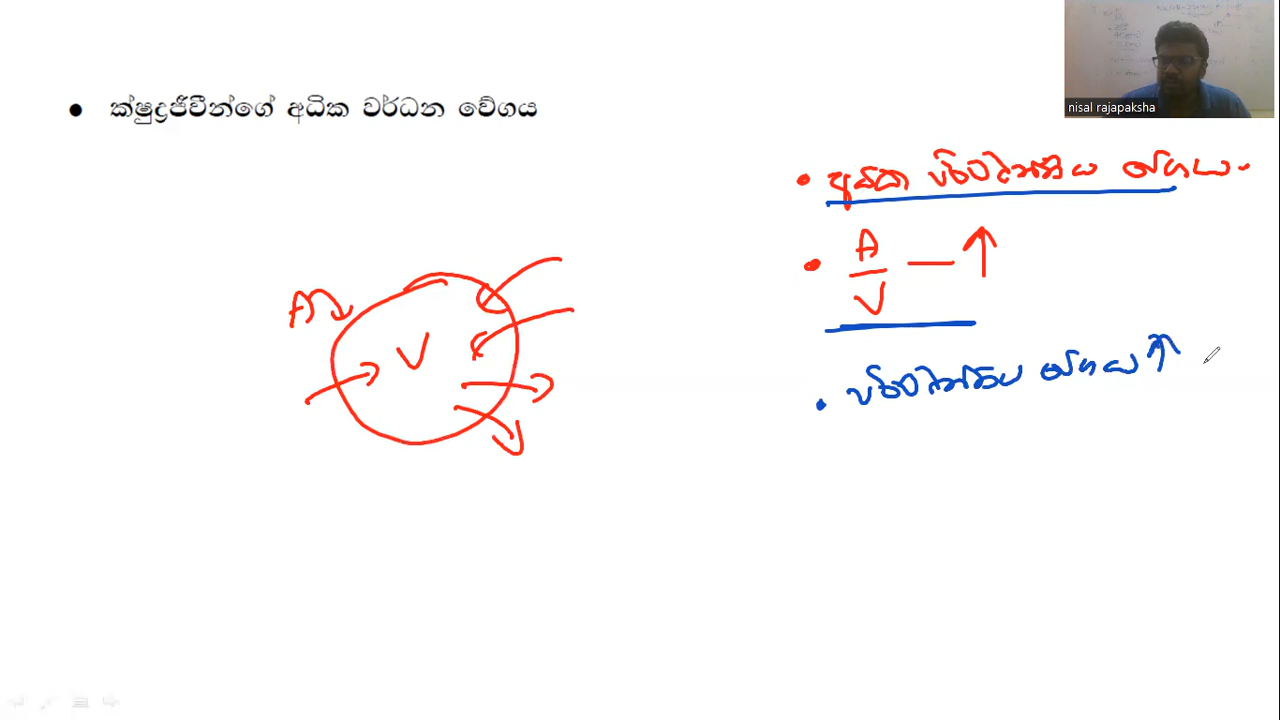 nisal rajapaksha
• ක්ෂුද්‍රජීවීන්ගේ අධික වර්ධන වේගය
• අධික පරිවෘත්තීය වේගය
• A/V — ↑
A
V
• පරිවෘත්තීය වේගය ↑